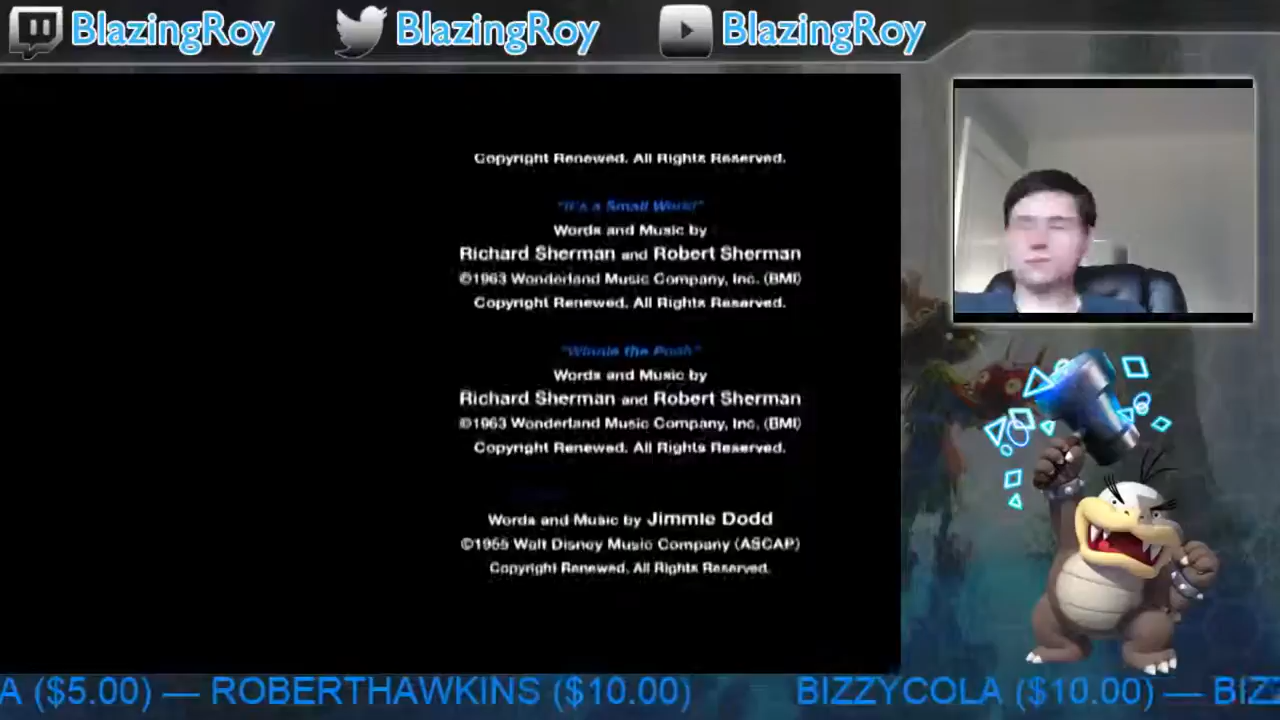 BlazingRoy BlazingRoy BlazingRoy
Copyright Renewed. All Rights Reserved.
"It's a Small World"
Words and Music by
Richard Sherman and Robert Sherman
©1963 Wonderland Music Company, Inc. (BMI)
Copyright Renewed. All Rights Reserved.
"Winnie the Pooh"
Words and Music by
Richard Sherman and Robert Sherman
©1963 Wonderland Music Company, Inc. (BMI)
Copyright Renewed. All Rights Reserved.
Words and Music by Jimmie Dodd
©1955 Walt Disney Music Company (ASCAP)
Copyright Renewed. All Rights Reserved.
A ($5.00) — ROBERTHAWKINS ($10.00) BIZZYCOLA ($10.00) — BIZ